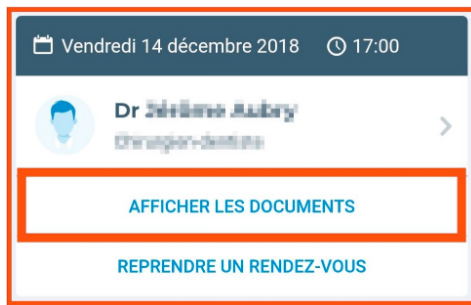 Vendredi 14 décembre 2018 17:00
Dr
AFFICHER LES DOCUMENTS
REPRENDRE UN RENDEZ-VOUS